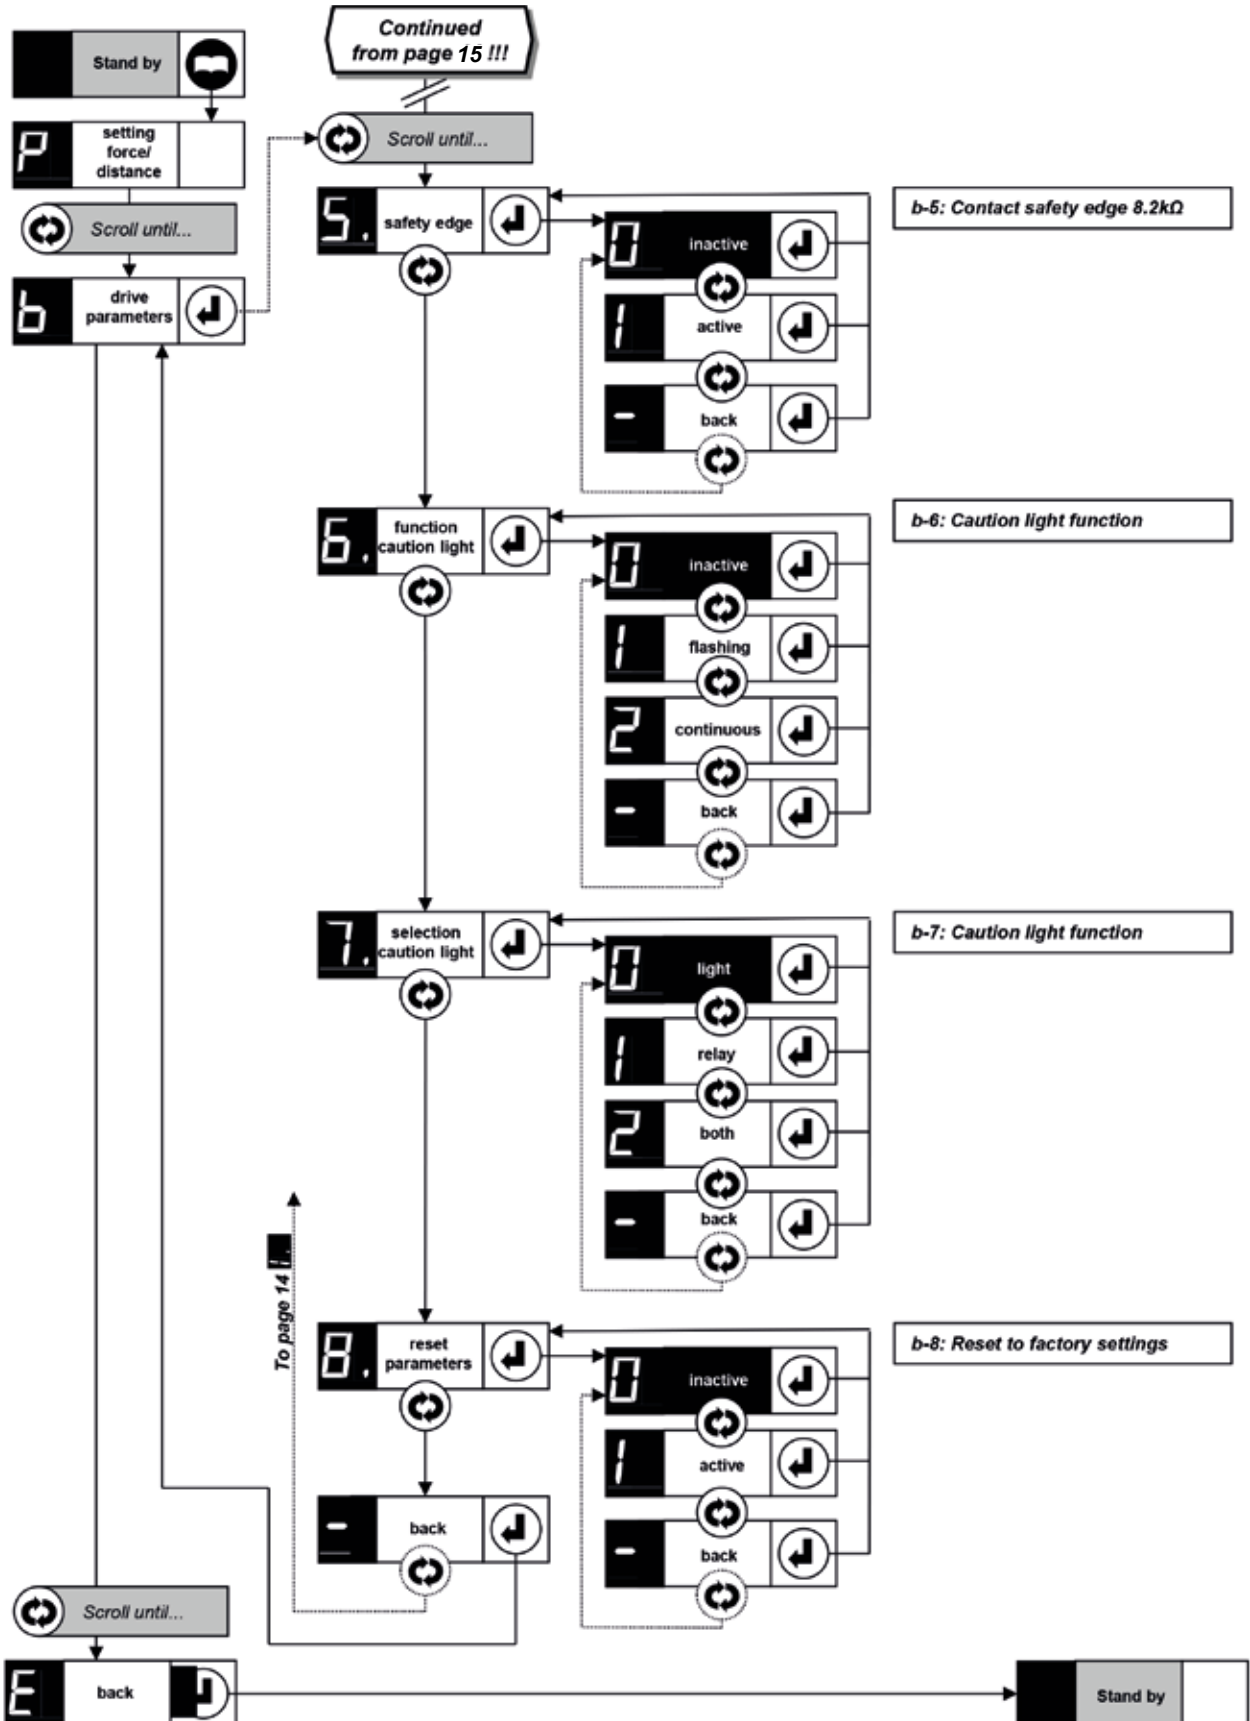 Continued
from page 15 !!!
Stand by
P
setting
force/
distance
Scroll until...
b
drive
parameters
Scroll until...
5.
safety edge
0
inactive
1
active
-
back
b-5: Contact safety edge 8.2kΩ
6.
function
caution light
0
inactive
1
flashing
2
continuous
-
back
b-6: Caution light function
7.
selection
caution light
0
light
1
relay
2
both
-
back
b-7: Caution light function
To page 14 1.
8.
reset
parameters
0
inactive
1
active
-
back
b-8: Reset to factory settings
-
back
Scroll until...
E
back
Stand by